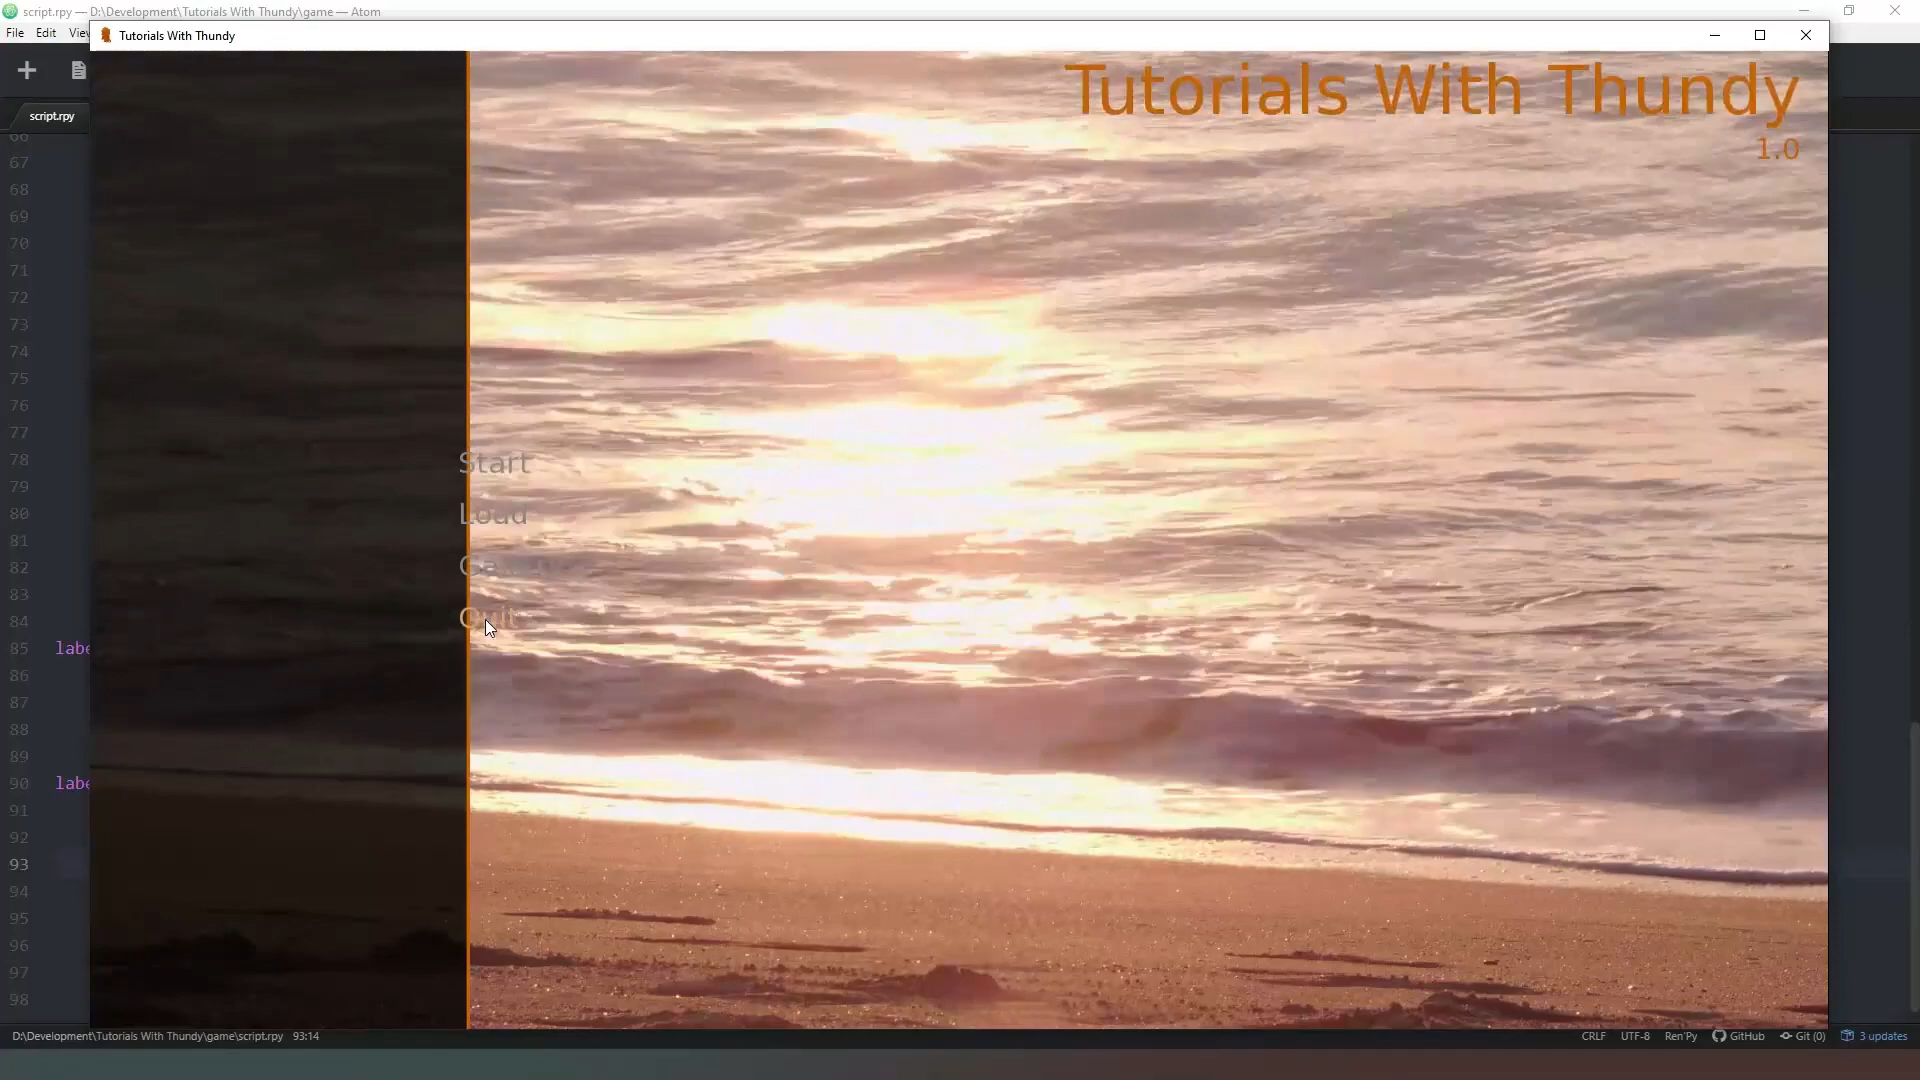 script.rpy — D:\Development\Tutorials With Thundy\game — Atom
File Edit View
Tutorials With Thundy
script.rpy
Tutorials With Thundy
1.0
66
67
68
69
70
71
72
73
74
75
76
77
78
79
80
81
82
83
84
85 labe
86
87
88
89
90 labe
91
92
93
94
95
96
97
98
Start
Load
Quit
D:\Development\Tutorials With Thundy\game\script.rpy 93:14
CRLF UTF-8 Ren'Py GitHub Git (0) 3 updates